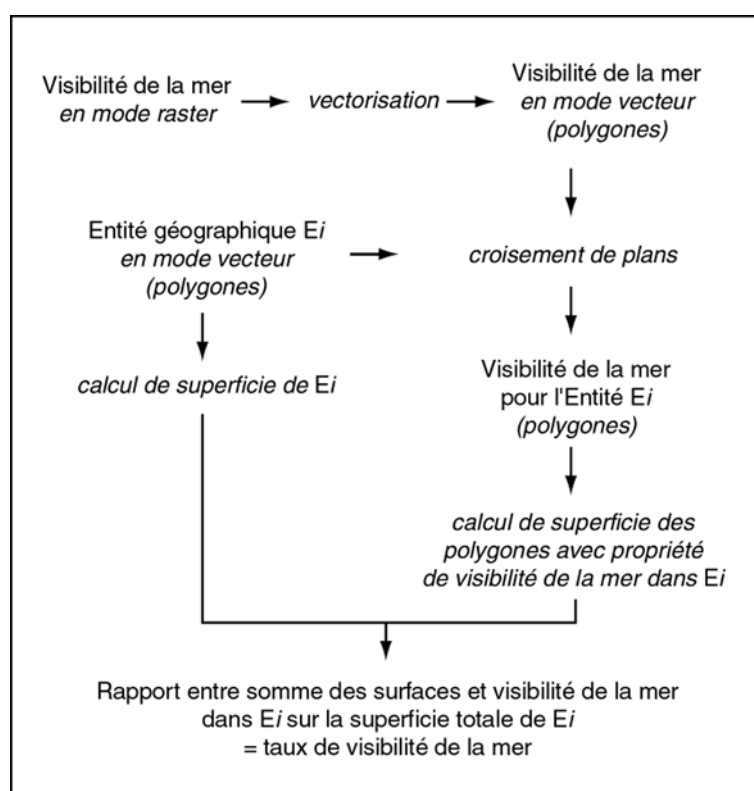 Visibilité de la mer
en mode raster
vectorisation
Visibilité de la mer
en mode vecteur
(polygones)
Entité géographique Ei
en mode vecteur
(polygones)
croisement de plans
calcul de superficie de Ei
Visibilité de la mer
pour l'Entité Ei
(polygones)
calcul de superficie des
polygones avec propriété
de visibilité de la mer dans Ei
Rapport entre somme des surfaces et visibilité de la mer
dans Ei sur la superficie totale de Ei
= taux de visibilité de la mer